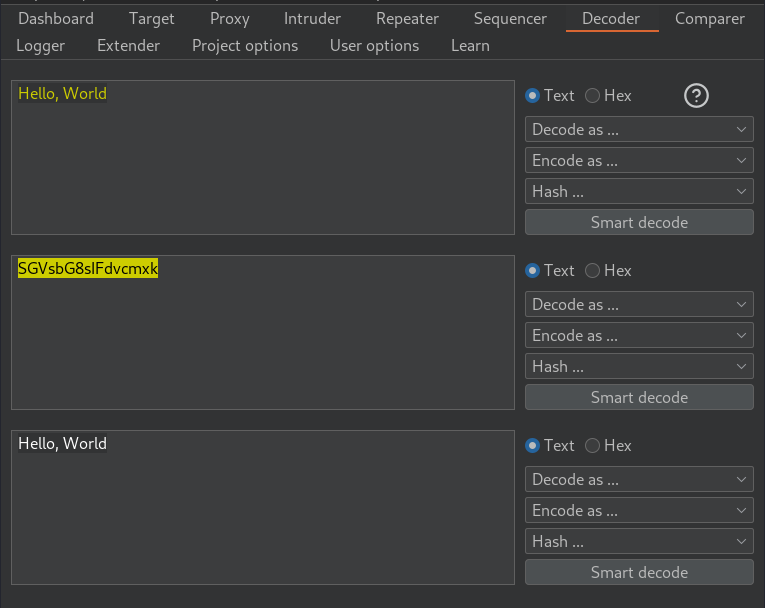 Dashboard Target Proxy Intruder Repeater Sequencer Decoder Comparer
Logger Extender Project options User options Learn
Hello, World
Text Hex ?
Decode as ...
Encode as ...
Hash ...
Smart decode
SGVsbG8sIFdvcmxk
Text Hex
Decode as ...
Encode as ...
Hash ...
Smart decode
Hello, World
Text Hex
Decode as ...
Encode as ...
Hash ...
Smart decode